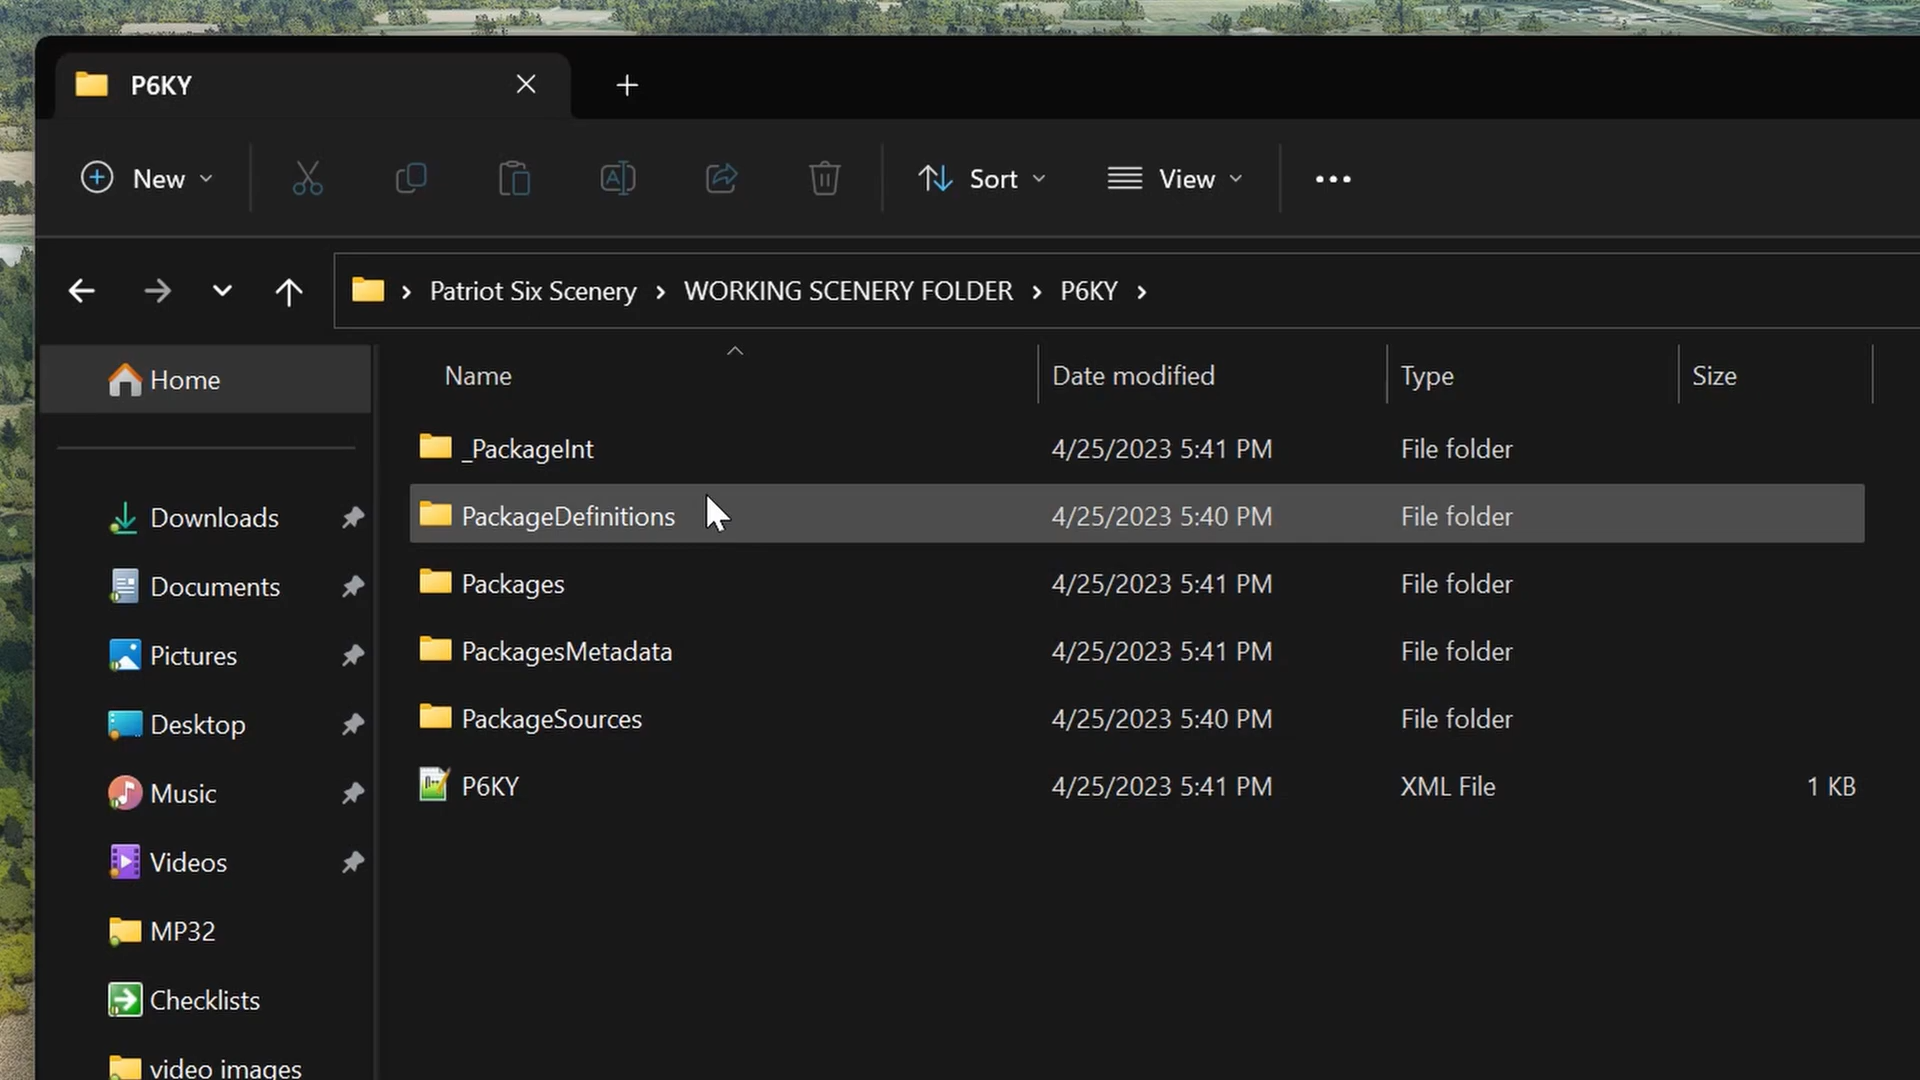 P6KY
New
Sort
View
Patriot Six Scenery > WORKING SCENERY FOLDER > P6KY >
Name Date modified Type Size
Home
Downloads
Documents
Pictures
Desktop
Music
Videos
MP32
Checklists
video images
_PackageInt 4/25/2023 5:41 PM File folder
PackageDefinitions 4/25/2023 5:40 PM File folder
Packages 4/25/2023 5:41 PM File folder
PackagesMetadata 4/25/2023 5:41 PM File folder
PackageSources 4/25/2023 5:40 PM File folder
P6KY 4/25/2023 5:41 PM XML File 1 KB